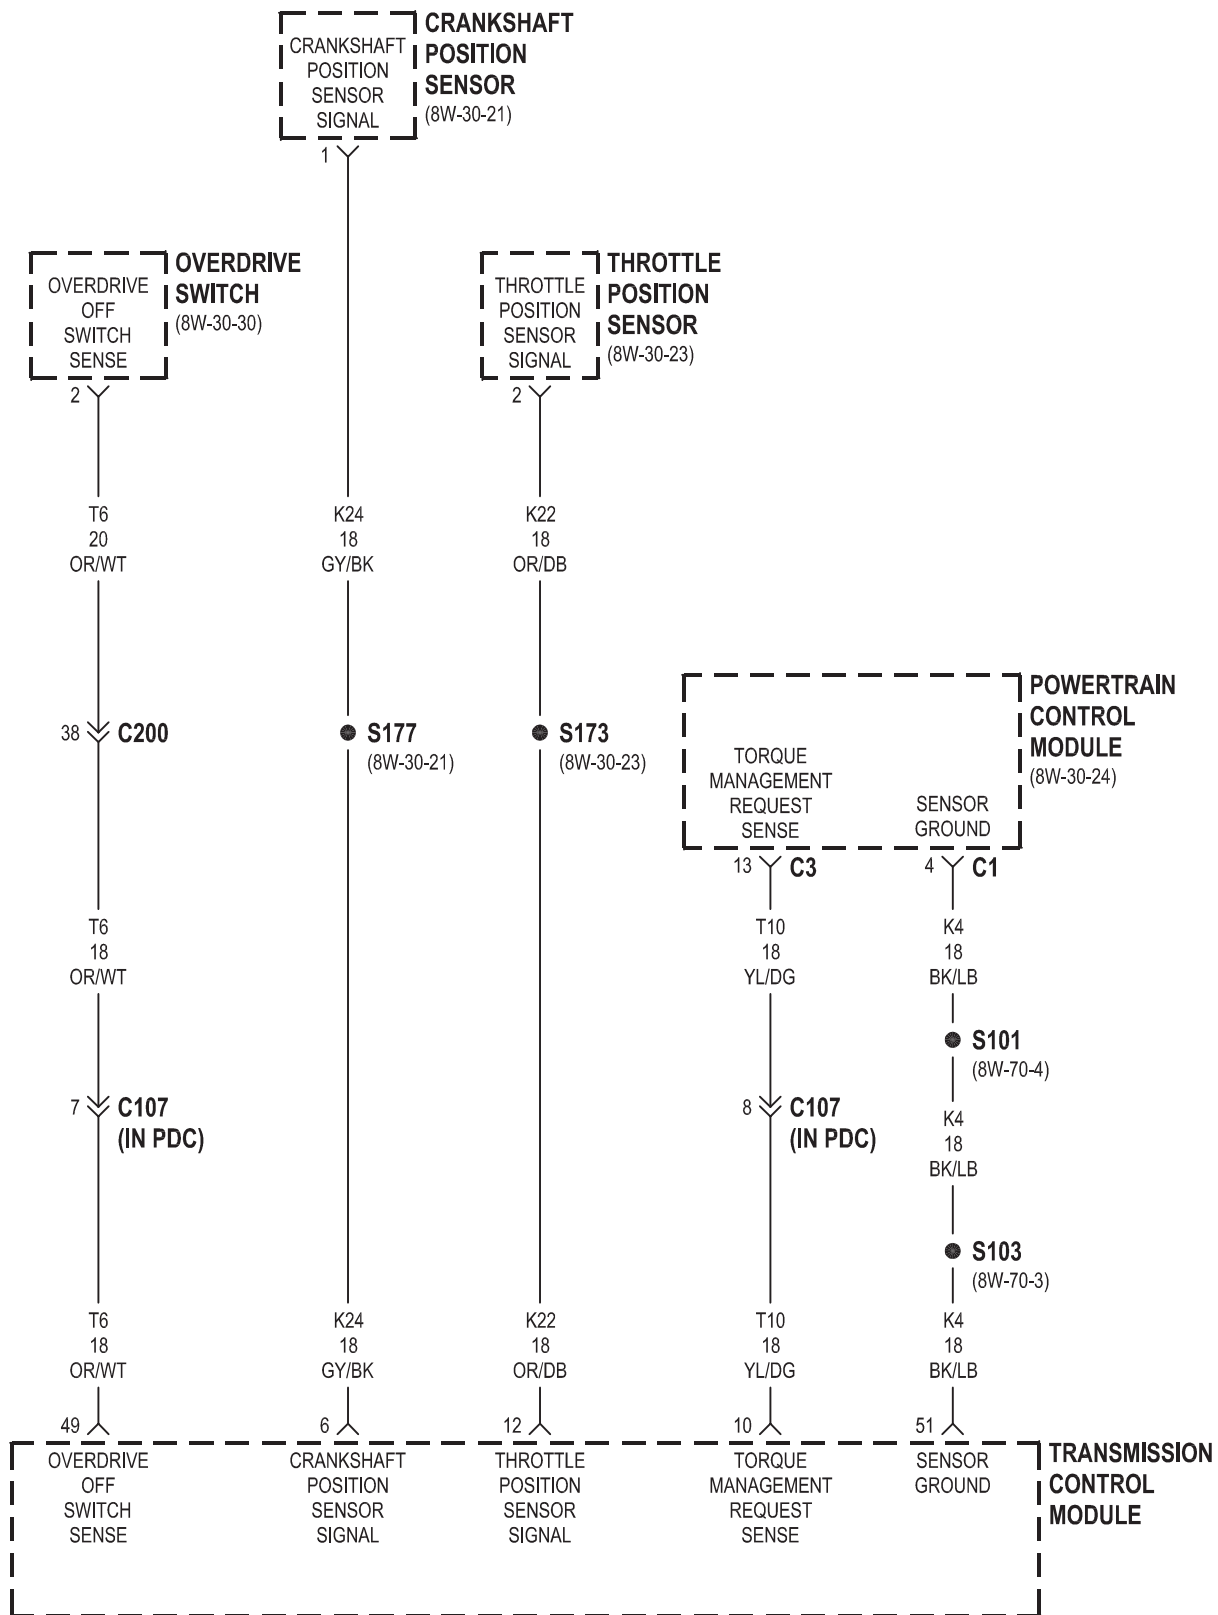 CRANKSHAFT
POSITION
SENSOR
SIGNAL
CRANKSHAFT
POSITION
SENSOR
(8W-30-21)
1
OVERDRIVE
OFF
SWITCH
SENSE
OVERDRIVE
SWITCH
(8W-30-30)
2
THROTTLE
POSITION
SENSOR
SIGNAL
THROTTLE
POSITION
SENSOR
(8W-30-23)
2
T6
20
OR/WT
K24
18
GY/BK
K22
18
OR/DB
38 C200
S177
(8W-30-21)
S173
(8W-30-23)
TORQUE
MANAGEMENT
REQUEST
SENSE
SENSOR
GROUND
POWERTRAIN
CONTROL
MODULE
(8W-30-24)
13 C3
4 C1
T6
18
OR/WT
T10
18
YL/DG
K4
18
BK/LB
S101
(8W-70-4)
7 C107
(IN PDC)
8 C107
(IN PDC)
K4
18
BK/LB
S103
(8W-70-3)
T6
18
OR/WT
K24
18
GY/BK
K22
18
OR/DB
T10
18
YL/DG
K4
18
BK/LB
49
6
12
10
51
OVERDRIVE
OFF
SWITCH
SENSE
CRANKSHAFT
POSITION
SENSOR
SIGNAL
THROTTLE
POSITION
SENSOR
SIGNAL
TORQUE
MANAGEMENT
REQUEST
SENSE
SENSOR
GROUND
TRANSMISSION
CONTROL
MODULE